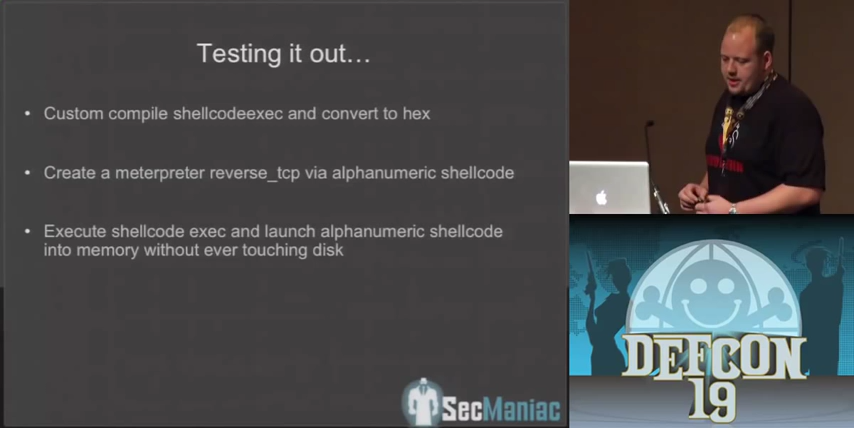 Testing it out…
• Custom compile shellcodeexec and convert to hex
• Create a meterpreter reverse_tcp via alphanumeric shellcode
• Execute shellcode exec and launch alphanumeric shellcode
into memory without ever touching disk
SecManiac
DEFCON
19